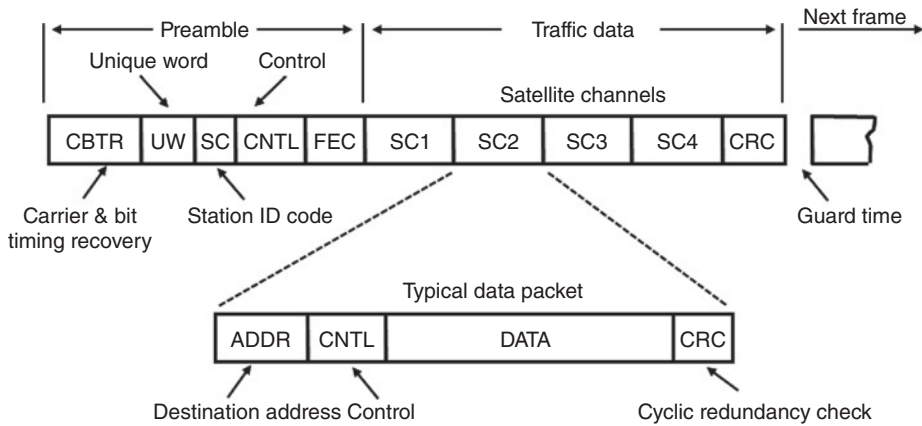 Next frame
Preamble
Traffic data
Unique word
Control
Satellite channels
CBTR
UW
SC
CNTL
FEC
SC1
SC2
SC3
SC4
CRC
Carrier & bit
timing recovery
Station ID code
Guard time
Typical data packet
ADDR
CNTL
DATA
CRC
Destination address
Control
Cyclic redundancy check